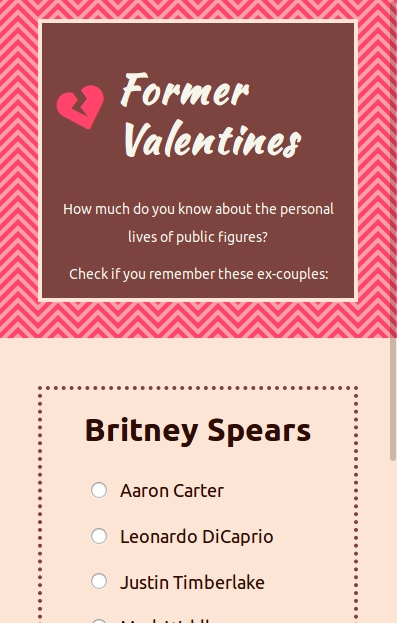 Former
Valentines
How much do you know about the personal
lives of public figures?
Check if you remember these ex-couples:
Britney Spears
Aaron Carter
Leonardo DiCaprio
Justin Timberlake